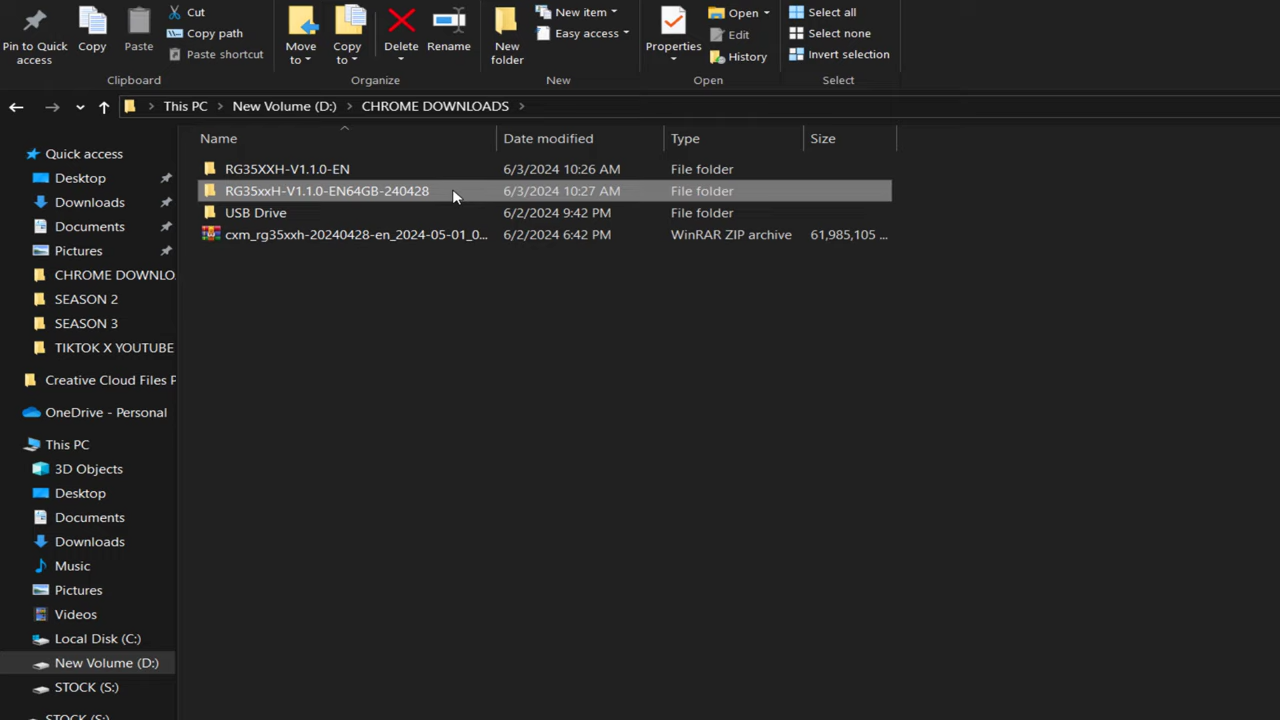 Pin to Quick access
Copy
Paste
Cut
Copy path
Paste shortcut
Clipboard
Move to
Copy to
Delete
Rename
Organize
New folder
New item
Easy access
New
Properties
Open
Edit
History
Open
Select all
Select none
Invert selection
Select
This PC > New Volume (D:) > CHROME DOWNLOADS >
Name Date modified Type Size
RG35XXH-V1.1.0-EN 6/3/2024 10:26 AM File folder
RG35xxH-V1.1.0-EN64GB-240428 6/3/2024 10:27 AM File folder
USB Drive 6/2/2024 9:42 PM File folder
cxm_rg35xxh-20240428-en_2024-05-01_0... 6/2/2024 6:42 PM WinRAR ZIP archive 61,985,105 ...
Quick access
Desktop
Downloads
Documents
Pictures
CHROME DOWNLO
SEASON 2
SEASON 3
TIKTOK X YOUTUBE
Creative Cloud Files P
OneDrive - Personal
This PC
3D Objects
Desktop
Documents
Downloads
Music
Pictures
Videos
Local Disk (C:)
New Volume (D:)
STOCK (S:)
STOCK (S:)